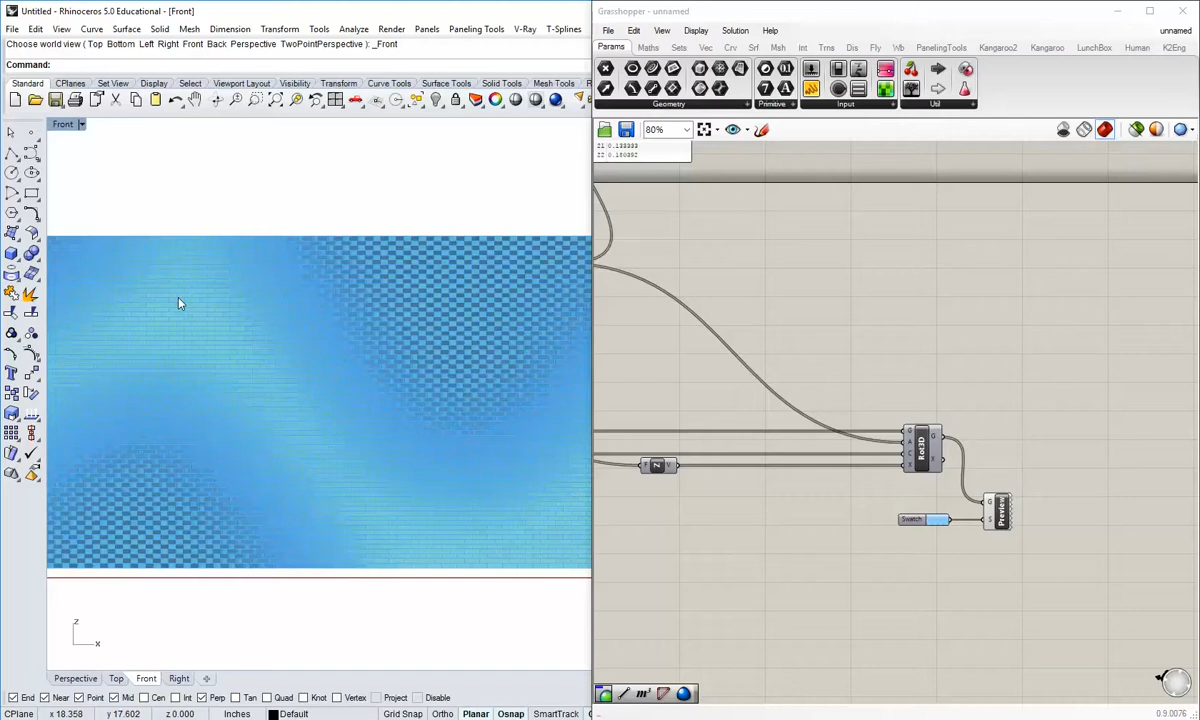 Untitled - Rhinoceros 5.0 Educational - [Front]
File Edit View Curve Surface Solid Mesh Dimension Transform Tools Analyze Render Panels Paneling Tools V-Ray T-Splines
Choose world view ( Top Bottom Left Right Front Back Perspective TwoPointPerspective ): _Front
Command:
Standard CPlanes Set View Display Select Viewport Layout Visibility Transform Curve Tools Surface Tools Solid Tools Mesh Tools
Front
z
x
Perspective Top Front Right
End Near Point Mid Cen Int Perp Tan Quad Knot Vertex Project Disable
CPlane x 18.358 y 17.602 z 0.000 Inches Default Grid Snap Ortho Planar Osnap SmartTrack
Grasshopper - unnamed
File Edit View Display Solution Help unnamed
Params Maths Sets Vec Crv Srf Msh Int Trns Dis Fly Wb PanelingTools Kangaroo2 Kangaroo LunchBox Human K2Eng
Geometry Primitive Input Util
80%
G
A
C
X
Rot3D
G
X
F
Z
V
Swatch
G
S
Preview
0.9.0076